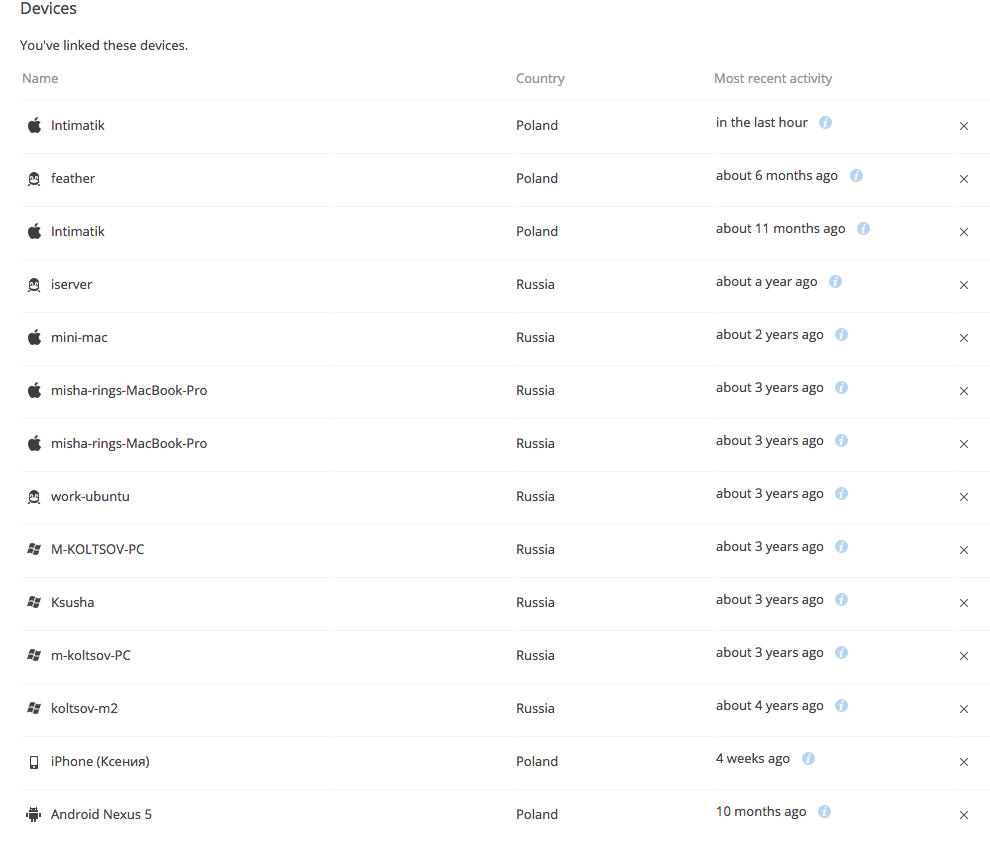 Devices
You've linked these devices.
Name Country Most recent activity
Intimatik Poland in the last hour
feather Poland about 6 months ago
Intimatik Poland about 11 months ago
iserver Russia about a year ago
mini-mac Russia about 2 years ago
misha-rings-MacBook-Pro Russia about 3 years ago
misha-rings-MacBook-Pro Russia about 3 years ago
work-ubuntu Russia about 3 years ago
M-KOLTSOV-PC Russia about 3 years ago
Ksusha Russia about 3 years ago
m-koltsov-PC Russia about 3 years ago
koltsov-m2 Russia about 4 years ago
iPhone (Ксения) Poland 4 weeks ago
Android Nexus 5 Poland 10 months ago